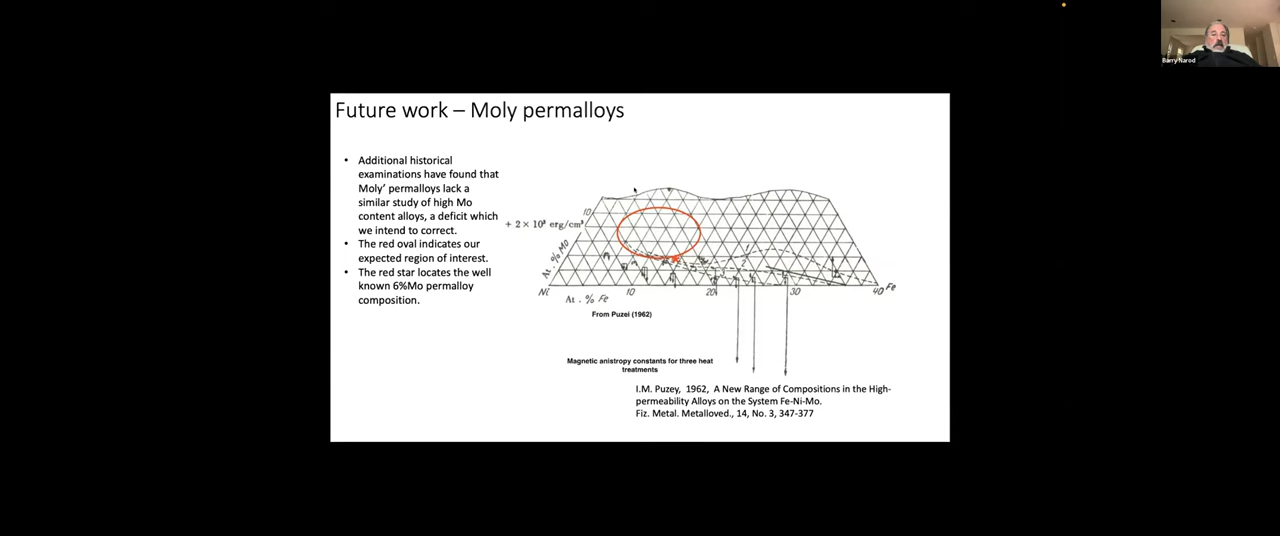 Barry Narod
Future work – Moly permalloys
• Additional historical
examinations have found that
Moly’ permalloys lack a
similar study of high Mo
content alloys, a deficit which
we intend to correct.
• The red oval indicates our
expected region of interest.
• The red star locates the well
known 6%Mo permalloy
composition.
10
+ 2 × 10³ erg/cm³
At. % Mo
1
2
Ni
10
20
30
40 Fe
At. % Fe
From Puzei (1962)
Magnetic anistropy constants for three heat
treatments
I.M. Puzey, 1962, A New Range of Compositions in the High-
permeability Alloys on the System Fe-Ni-Mo.
Fiz. Metal. Metalloved., 14, No. 3, 347-377